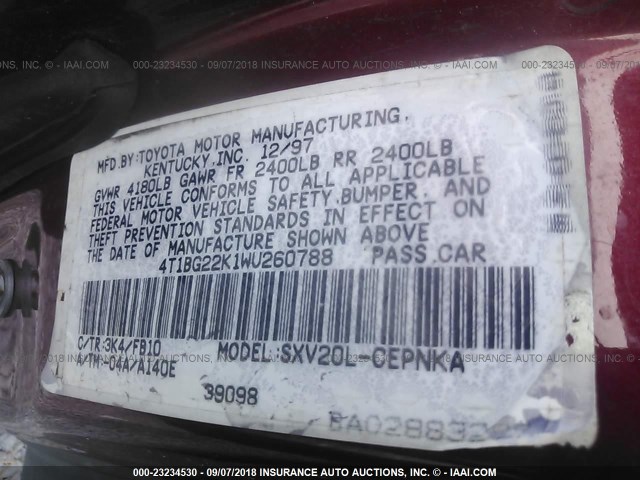 000-23234530 - 09/07/2018 INSURANCE AUTO AUCTIONS, INC. © - IAAI.COM
MFD.BY:TOYOTA MOTOR MANUFACTURING,
KENTUCKY,INC. 12/97
GVWR 4180LB GAWR FR 2400LB RR 2400LB
THIS VEHICLE CONFORMS TO ALL APPLICABLE
FEDERAL MOTOR VEHICLE SAFETY,BUMPER, AND
THEFT PREVENTION STANDARDS IN EFFECT ON
THE DATE OF MANUFACTURE SHOWN ABOVE
4T1BG22K1WU260788 PASS.CAR
C/TR:3K4/FB10 MODEL:SXV20L-CEPNKA
A/TM:-04A/A140E
39098
BA028832
000-23234530 - 09/07/2018 INSURANCE AUTO AUCTIONS, INC. © - IAAI.COM